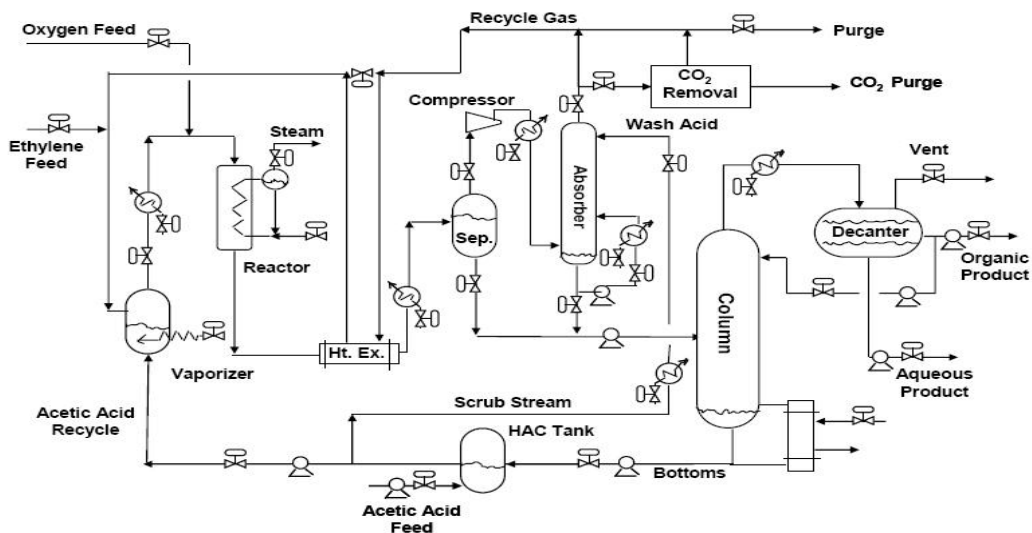 Oxygen Feed
Recycle Gas
Purge
CO2
Removal
CO2 Purge
Compressor
Wash Acid
Ethylene
Feed
Steam
Vent
Absorber
Sep.
Decanter
Organic
Product
Reactor
Column
Ht. Ex.
Vaporizer
Aqueous
Product
Acetic Acid
Recycle
Scrub Stream
HAC Tank
Bottoms
Acetic Acid
Feed